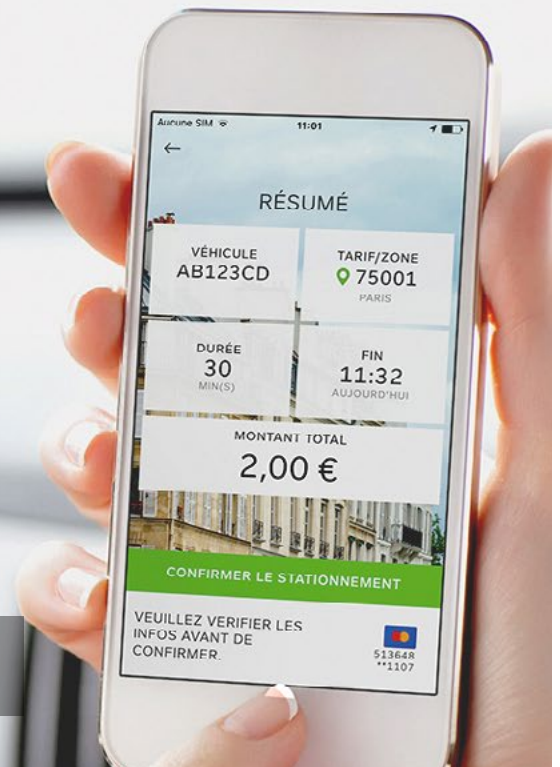 Aucune SIM
11:01
←
RÉSUMÉ
VÉHICULE
AB123CD
TARIF/ZONE
75001
PARIS
DURÉE
30
MIN(S)
FIN
11:32
AUJOURD'HUI
MONTANT TOTAL
2,00 €
CONFIRMER LE STATIONNEMENT
VEUILLEZ VERIFIER LES
INFOS AVANT DE
CONFIRMER.
513648
**1107